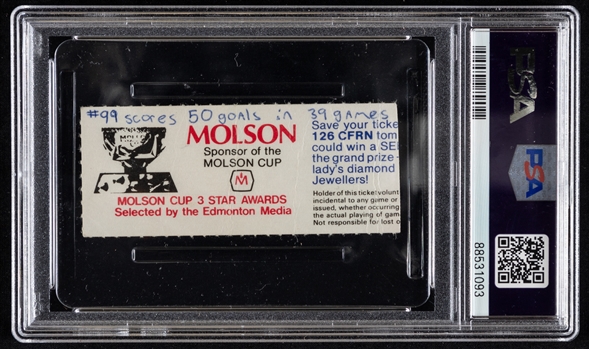 #99 scores 50 goals in 39 games
MOLSON
Sponsor of the
MOLSON CUP
M
MOLSON CUP 3 STAR AWARDS
Selected by the Edmonton Media
Save your ticke
126 CFRN tom
could win a SE
the grand prize -
lady's diamond
Jewellers!
Holder of this ticket volunt
incidental to any game or
issued, whether occurring
the actual playing of gam
Not responsible for lost o
PSA
PSA
88531093